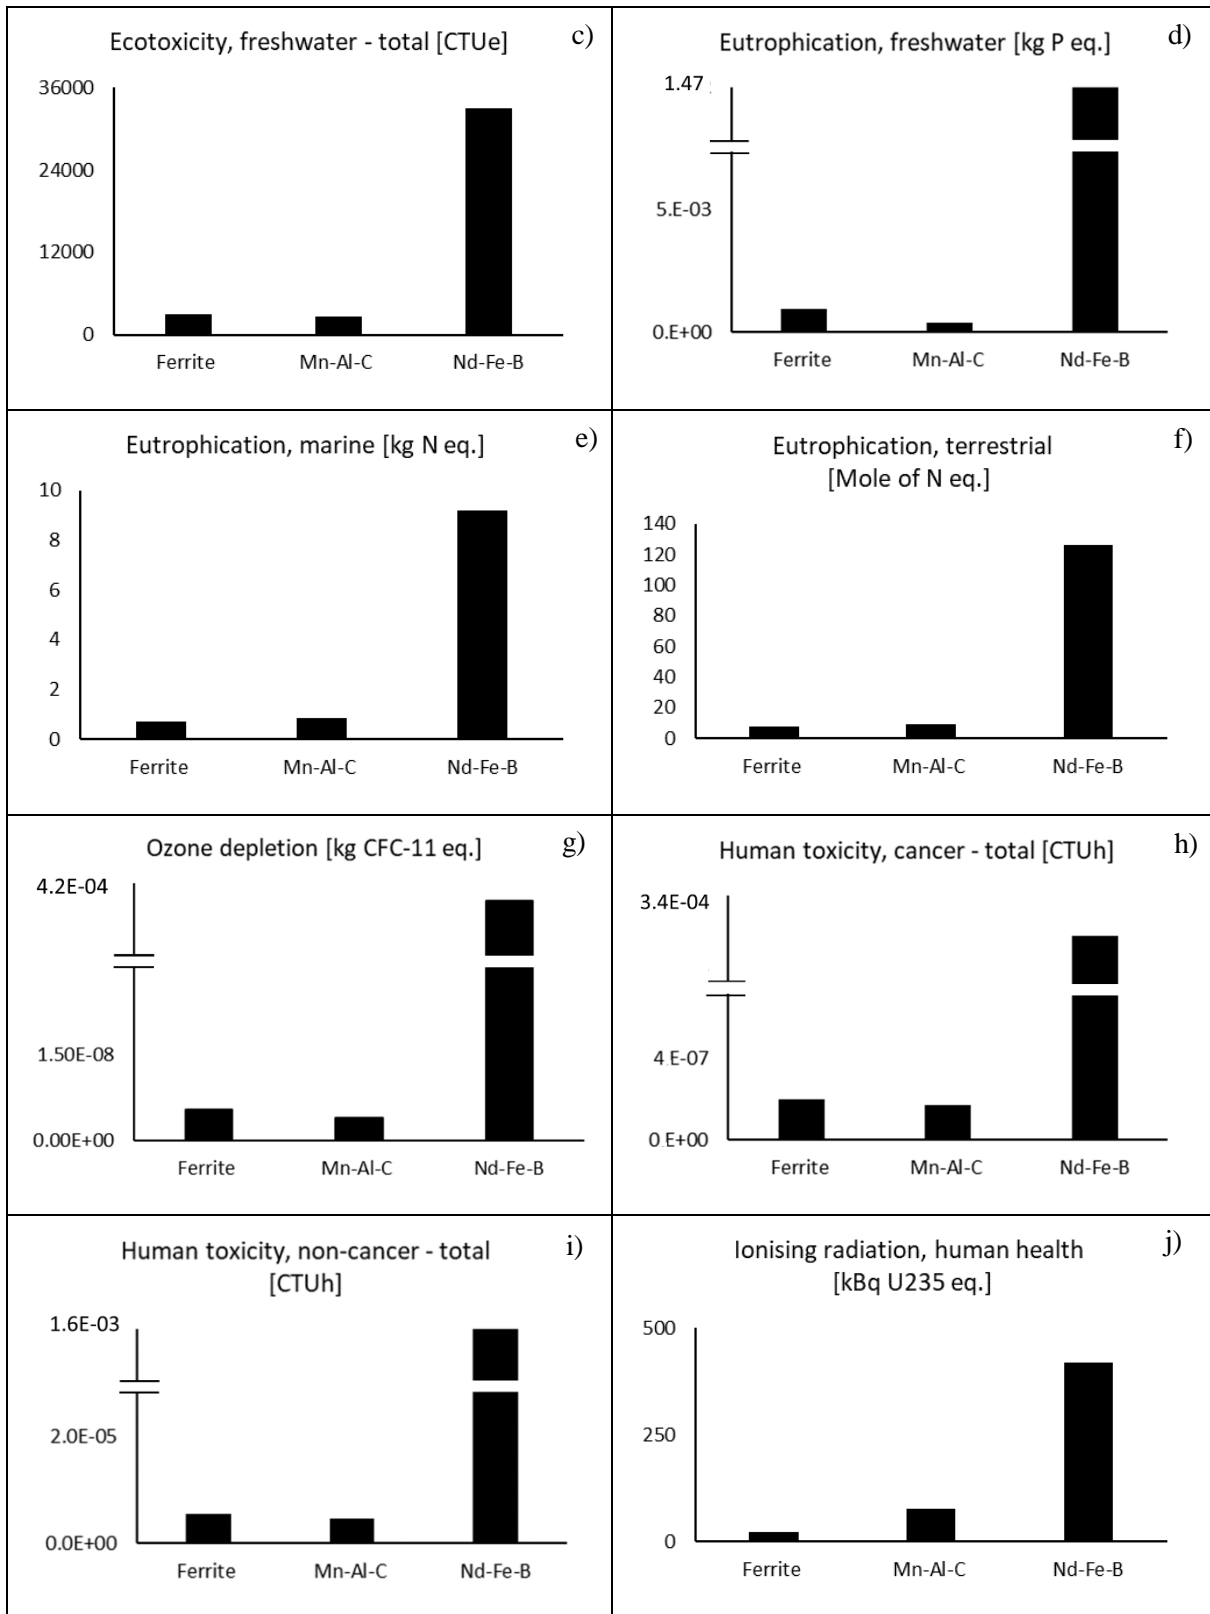 Ecotoxicity, freshwater - total [CTUe] c)
36000
24000
12000
0
Ferrite Mn-Al-C Nd-Fe-B
Eutrophication, freshwater [kg P eq.] d)
1.47
5.E-03
0.E+00
Ferrite Mn-Al-C Nd-Fe-B
Eutrophication, marine [kg N eq.] e)
10
8
6
4
2
0
Ferrite Mn-Al-C Nd-Fe-B
Eutrophication, terrestrial f)
[Mole of N eq.]
140
120
100
80
60
40
20
0
Ferrite Mn-Al-C Nd-Fe-B
Ozone depletion [kg CFC-11 eq.] g)
4.2E-04
1.50E-08
0.00E+00
Ferrite Mn-Al-C Nd-Fe-B
Human toxicity, cancer - total [CTUh] h)
3.4E-04
4.E-07
0 E+00
Ferrite Mn-Al-C Nd-Fe-B
Human toxicity, non-cancer - total i)
[CTUh]
1.6E-03
2.0E-05
0.0E+00
Ferrite Mn-Al-C Nd-Fe-B
Ionising radiation, human health j)
[kBq U235 eq.]
500
250
0
Ferrite Mn-Al-C Nd-Fe-B